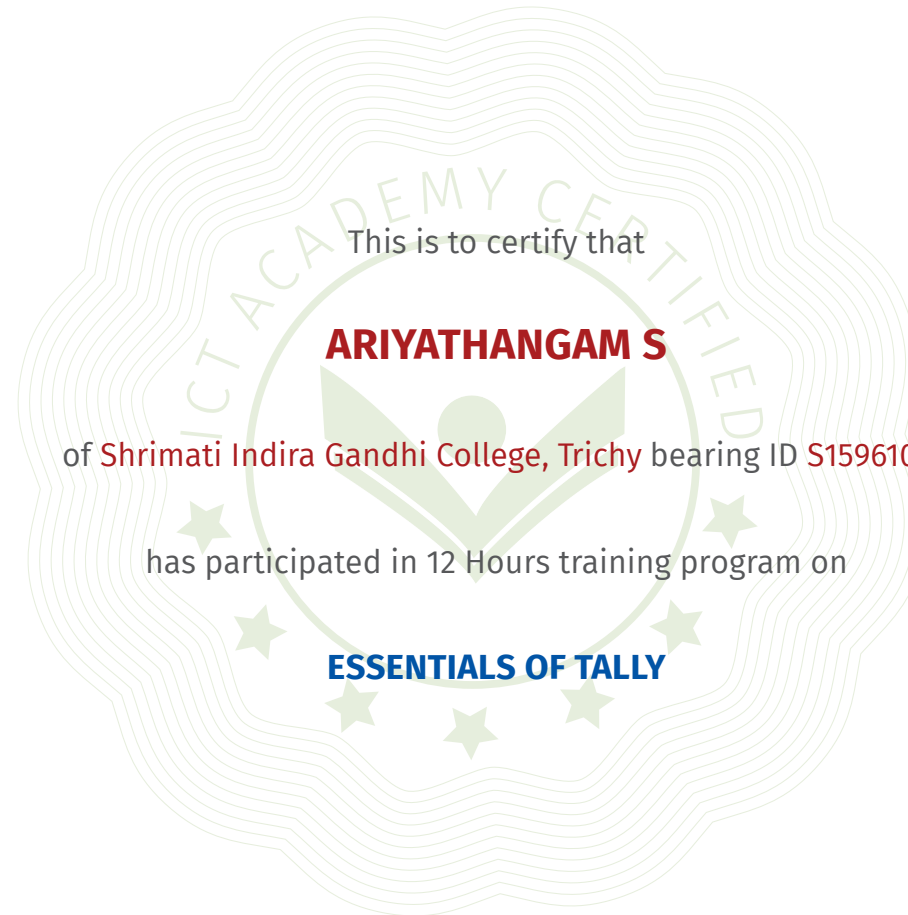 ICT ACADEMY CERTIFIED
This is to certify that
ARIYATHANGAM S
of Shrimati Indira Gandhi College, Trichy bearing ID S15961
has participated in 12 Hours training program on
ESSENTIALS OF TALLY